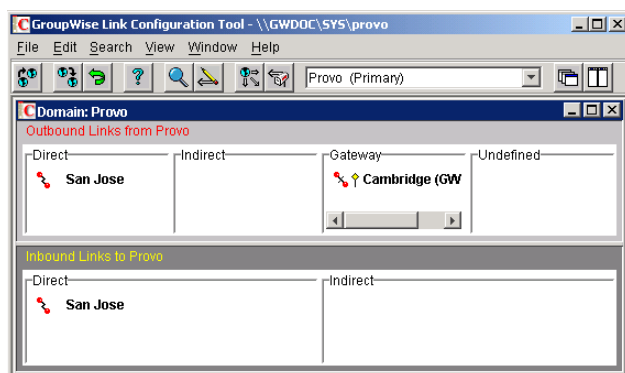 GroupWise Link Configuration Tool - \\GWDOC\SYS\provo
File Edit Search View Window Help
Provo (Primary)
Domain: Provo
Outbound Links from Provo
Direct Indirect Gateway Undefined
San Jose Cambridge (GW
Inbound Links to Provo
Direct Indirect
San Jose